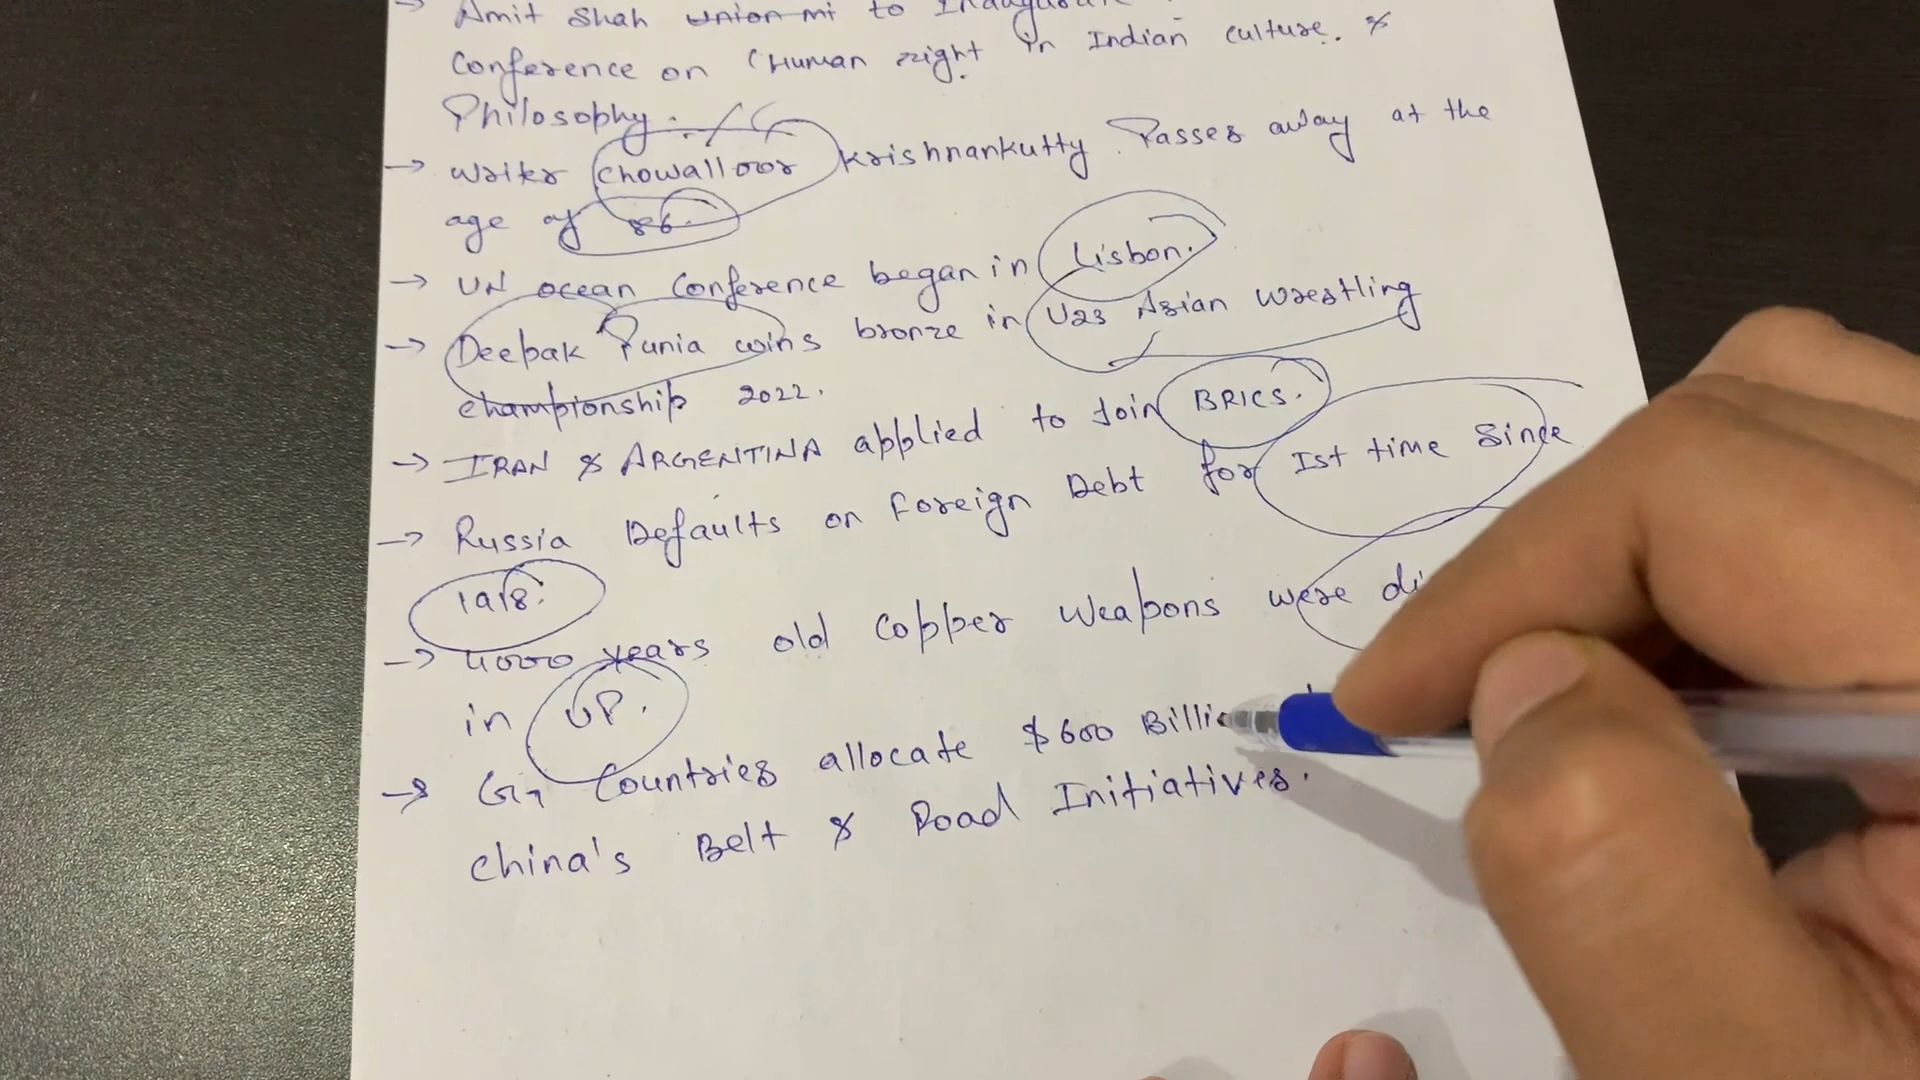 → Amit Shah Union mi to
Conference on (Human right in Indian culture. &
Philosophy.
→ Writer Chowalloor Krishnankutty Passes away at the
age of 86.
→ UN ocean Conference began in Lisbon.
→ Deepak Punia wins bronze in U23 Asian Wrestling
championship 2022.
→ IRAN & ARGENTINA applied to Join BRICS.
→ Russia Defaults on Foreign Debt for Ist time Since
1918.
→ 4000 years old Copper Weapons were
in UP.
→ G7 Countries allocate $600
China's Belt & Road Initiatives.